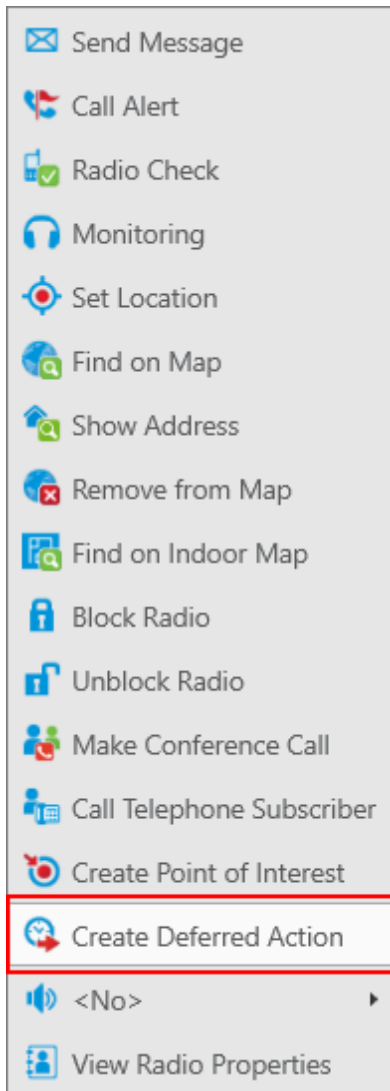 Send Message
Call Alert
Radio Check
Monitoring
Set Location
Find on Map
Show Address
Remove from Map
Find on Indoor Map
Block Radio
Unblock Radio
Make Conference Call
Call Telephone Subscriber
Create Point of Interest
Create Deferred Action
<No>
View Radio Properties